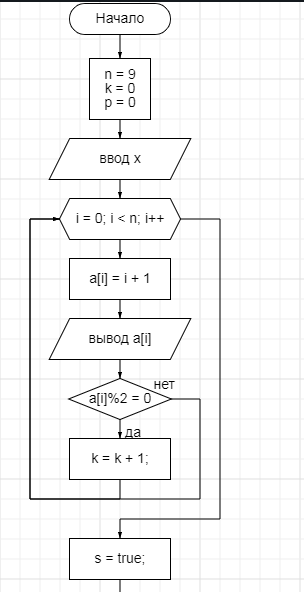 Начало
n = 9
k = 0
p = 0
ввод x
i = 0; i < n; i++
a[i] = i + 1
вывод a[i]
нет
a[i]%2 = 0
да
k = k + 1;
s = true;